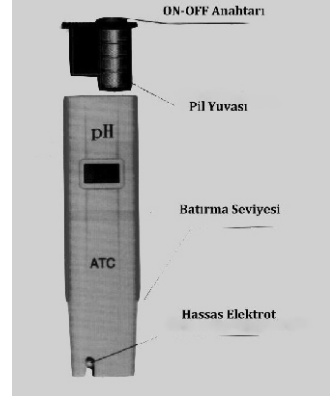 ON-OFF Anahtarı
Pil Yuvası
pH
Batırma Seviyesi
ATC
Hassas Elektrot